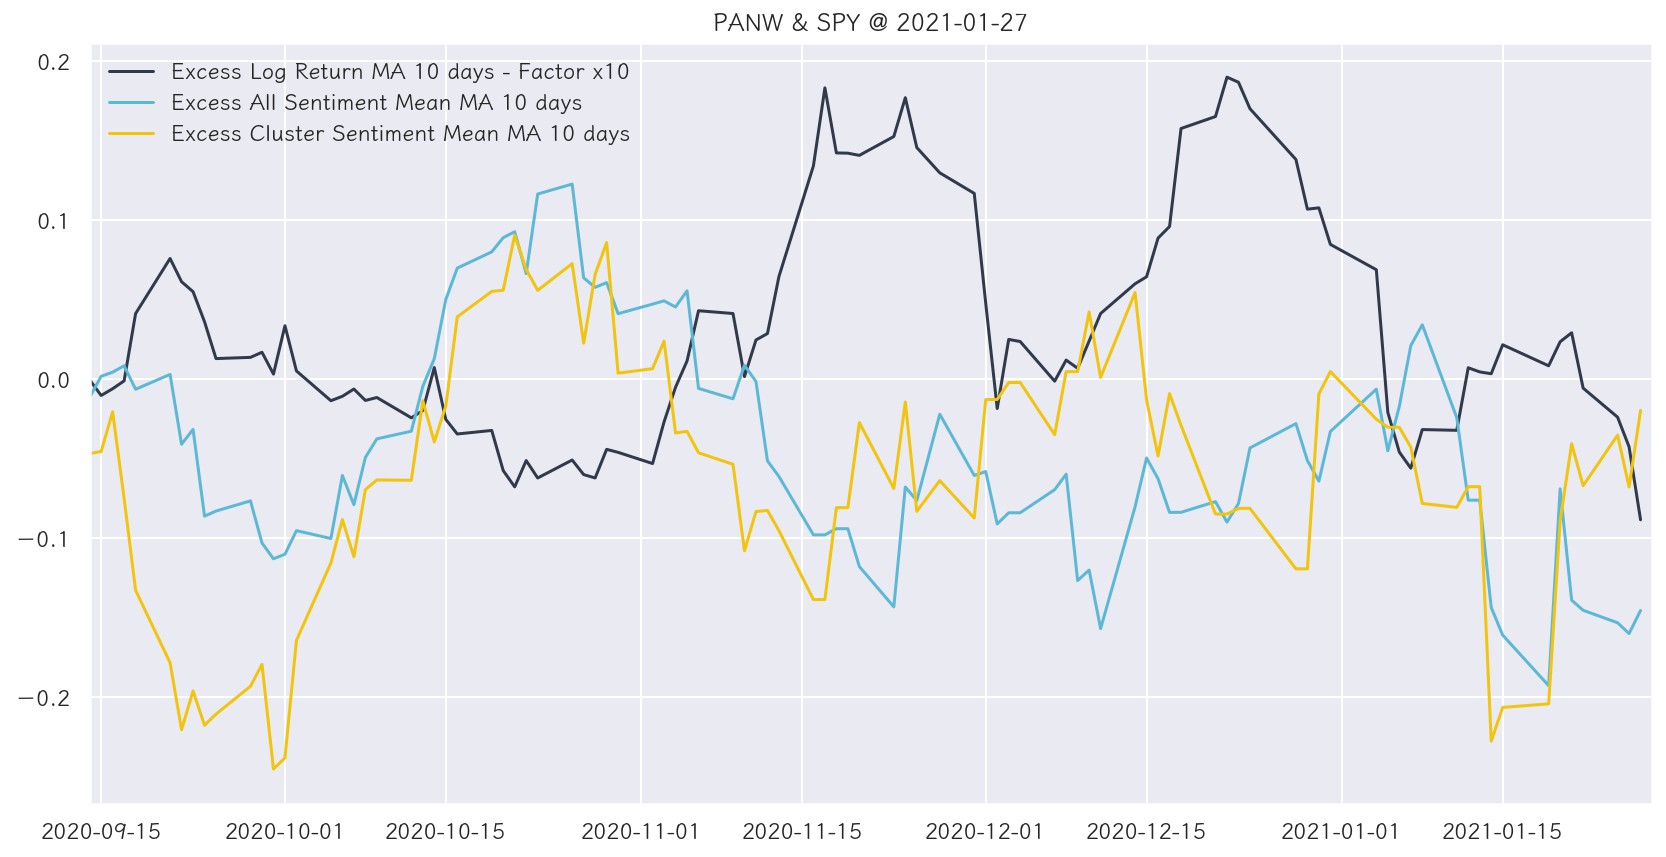 PANW & SPY @ 2021-01-27
0.2
Excess Log Return MA 10 days - Factor x10
Excess All Sentiment Mean MA 10 days
Excess Cluster Sentiment Mean MA 10 days
0.1
0.0
−0.1
−0.2
2020-09-15 2020-10-01 2020-10-15 2020-11-01 2020-11-15 2020-12-01 2020-12-15 2021-01-01 2021-01-15